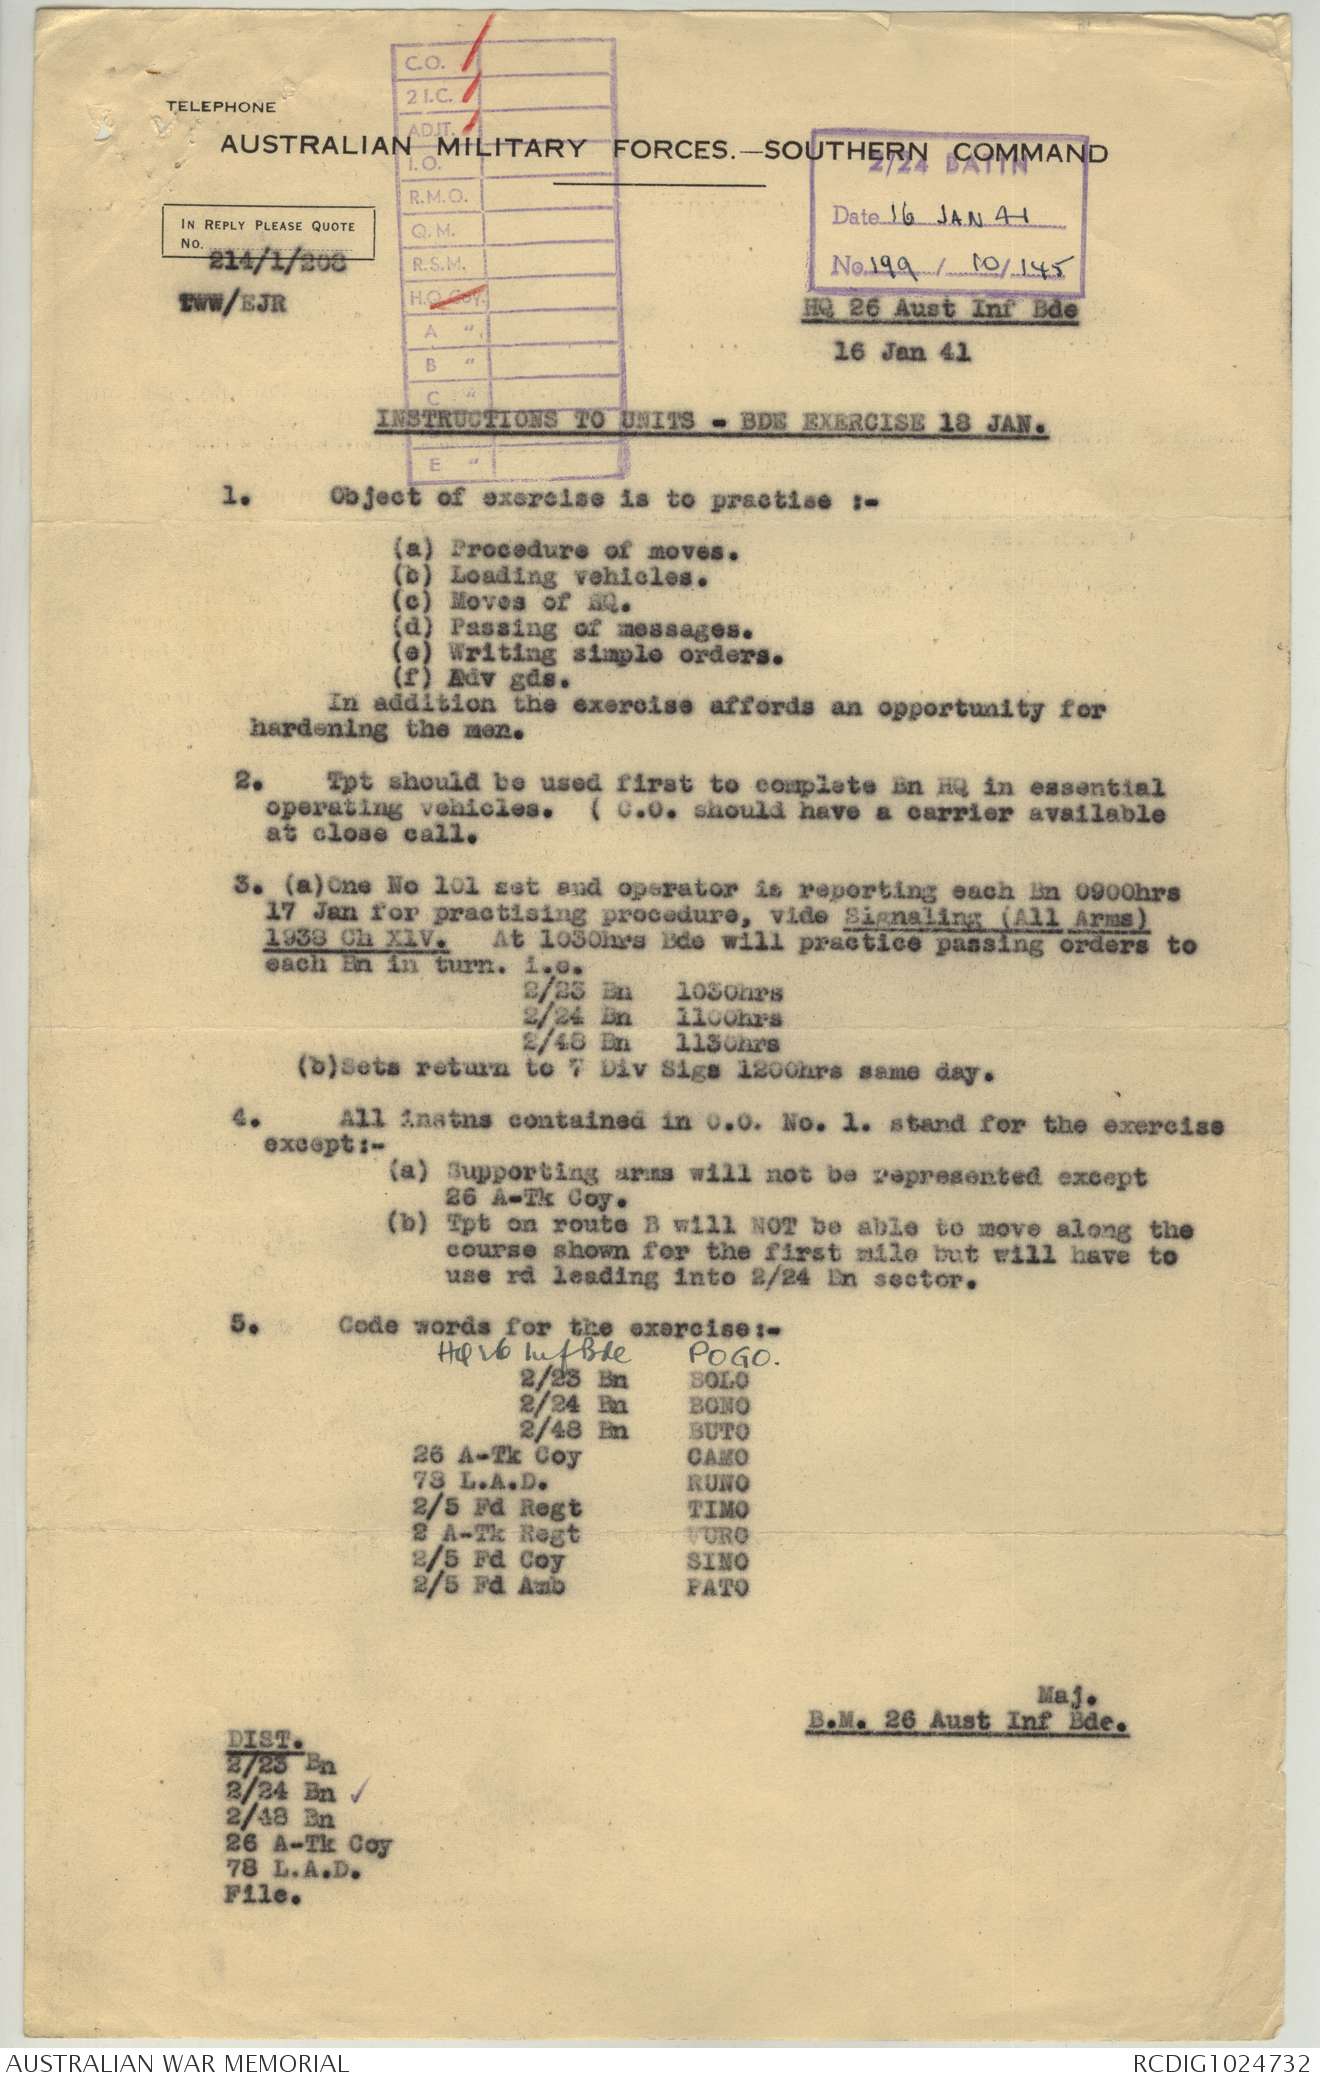 C.O.
2 I.C.
ADJT.
I.O.
R.M.O.
Q.M.
R.S.M.
H.Q. Coy.
A "
B "
C "
E "
TELEPHONE
AUSTRALIAN MILITARY FORCES.—SOUTHERN COMMAND
2/24 BATTN
Date 16 JAN 41
No. 199 / 10 / 145
IN REPLY PLEASE QUOTE
No. 214/1/208
TWW/EJR
HQ 26 Aust Inf Bde
16 Jan 41
INSTRUCTIONS TO UNITS - BDE EXERCISE 18 JAN.
1. Object of exercise is to practise :-
(a) Procedure of moves.
(b) Loading vehicles.
(c) Moves of HQ.
(d) Passing of messages.
(e) Writing simple orders.
(f) Adv gds.
In addition the exercise affords an opportunity for
hardening the men.
2. Tpt should be used first to complete Bn HQ in essential
operating vehicles. ( C.O. should have a carrier available
at close call.
3. (a)One No 101 set and operator is reporting each Bn 0900hrs
17 Jan for practising procedure, vide Signaling (All Arms)
1938 Ch X1V. At 1030hrs Bde will practice passing orders to
each Bn in turn. i.e.
2/23 Bn 1030hrs
2/24 Bn 1100hrs
2/48 Bn 1130hrs
(b)Sets return to 7 Div Sigs 1200hrs same day.
4. All instns contained in O.O. No. 1. stand for the exercise
except:-
(a) Supporting arms will not be represented except
26 A-Tk Coy.
(b) Tpt on route B will NOT be able to move along the
course shown for the first mile but will have to
use rd leading into 2/24 Bn sector.
5. Code words for the exercise:-
HQ 26 Inf Bde POGO.
2/23 Bn SOLO
2/24 Bn BONO
2/48 Bn BUTO
26 A-Tk Coy CAMO
78 L.A.D. RUNO
2/5 Fd Regt TIMO
2 A-Tk Regt
2/5 Fd Coy SINO
2/5 Fd Amb PATO
Maj.
B.M. 26 Aust Inf Bde.
DIST.
2/23 Bn
2/24 Bn ✓
2/48 Bn
26 A-Tk Coy
78 L.A.D.
File.
AUSTRALIAN WAR MEMORIAL
RCDIG1024732